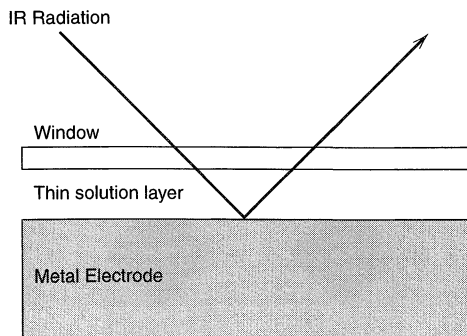 IR Radiation
Window
Thin solution layer
Metal Electrode